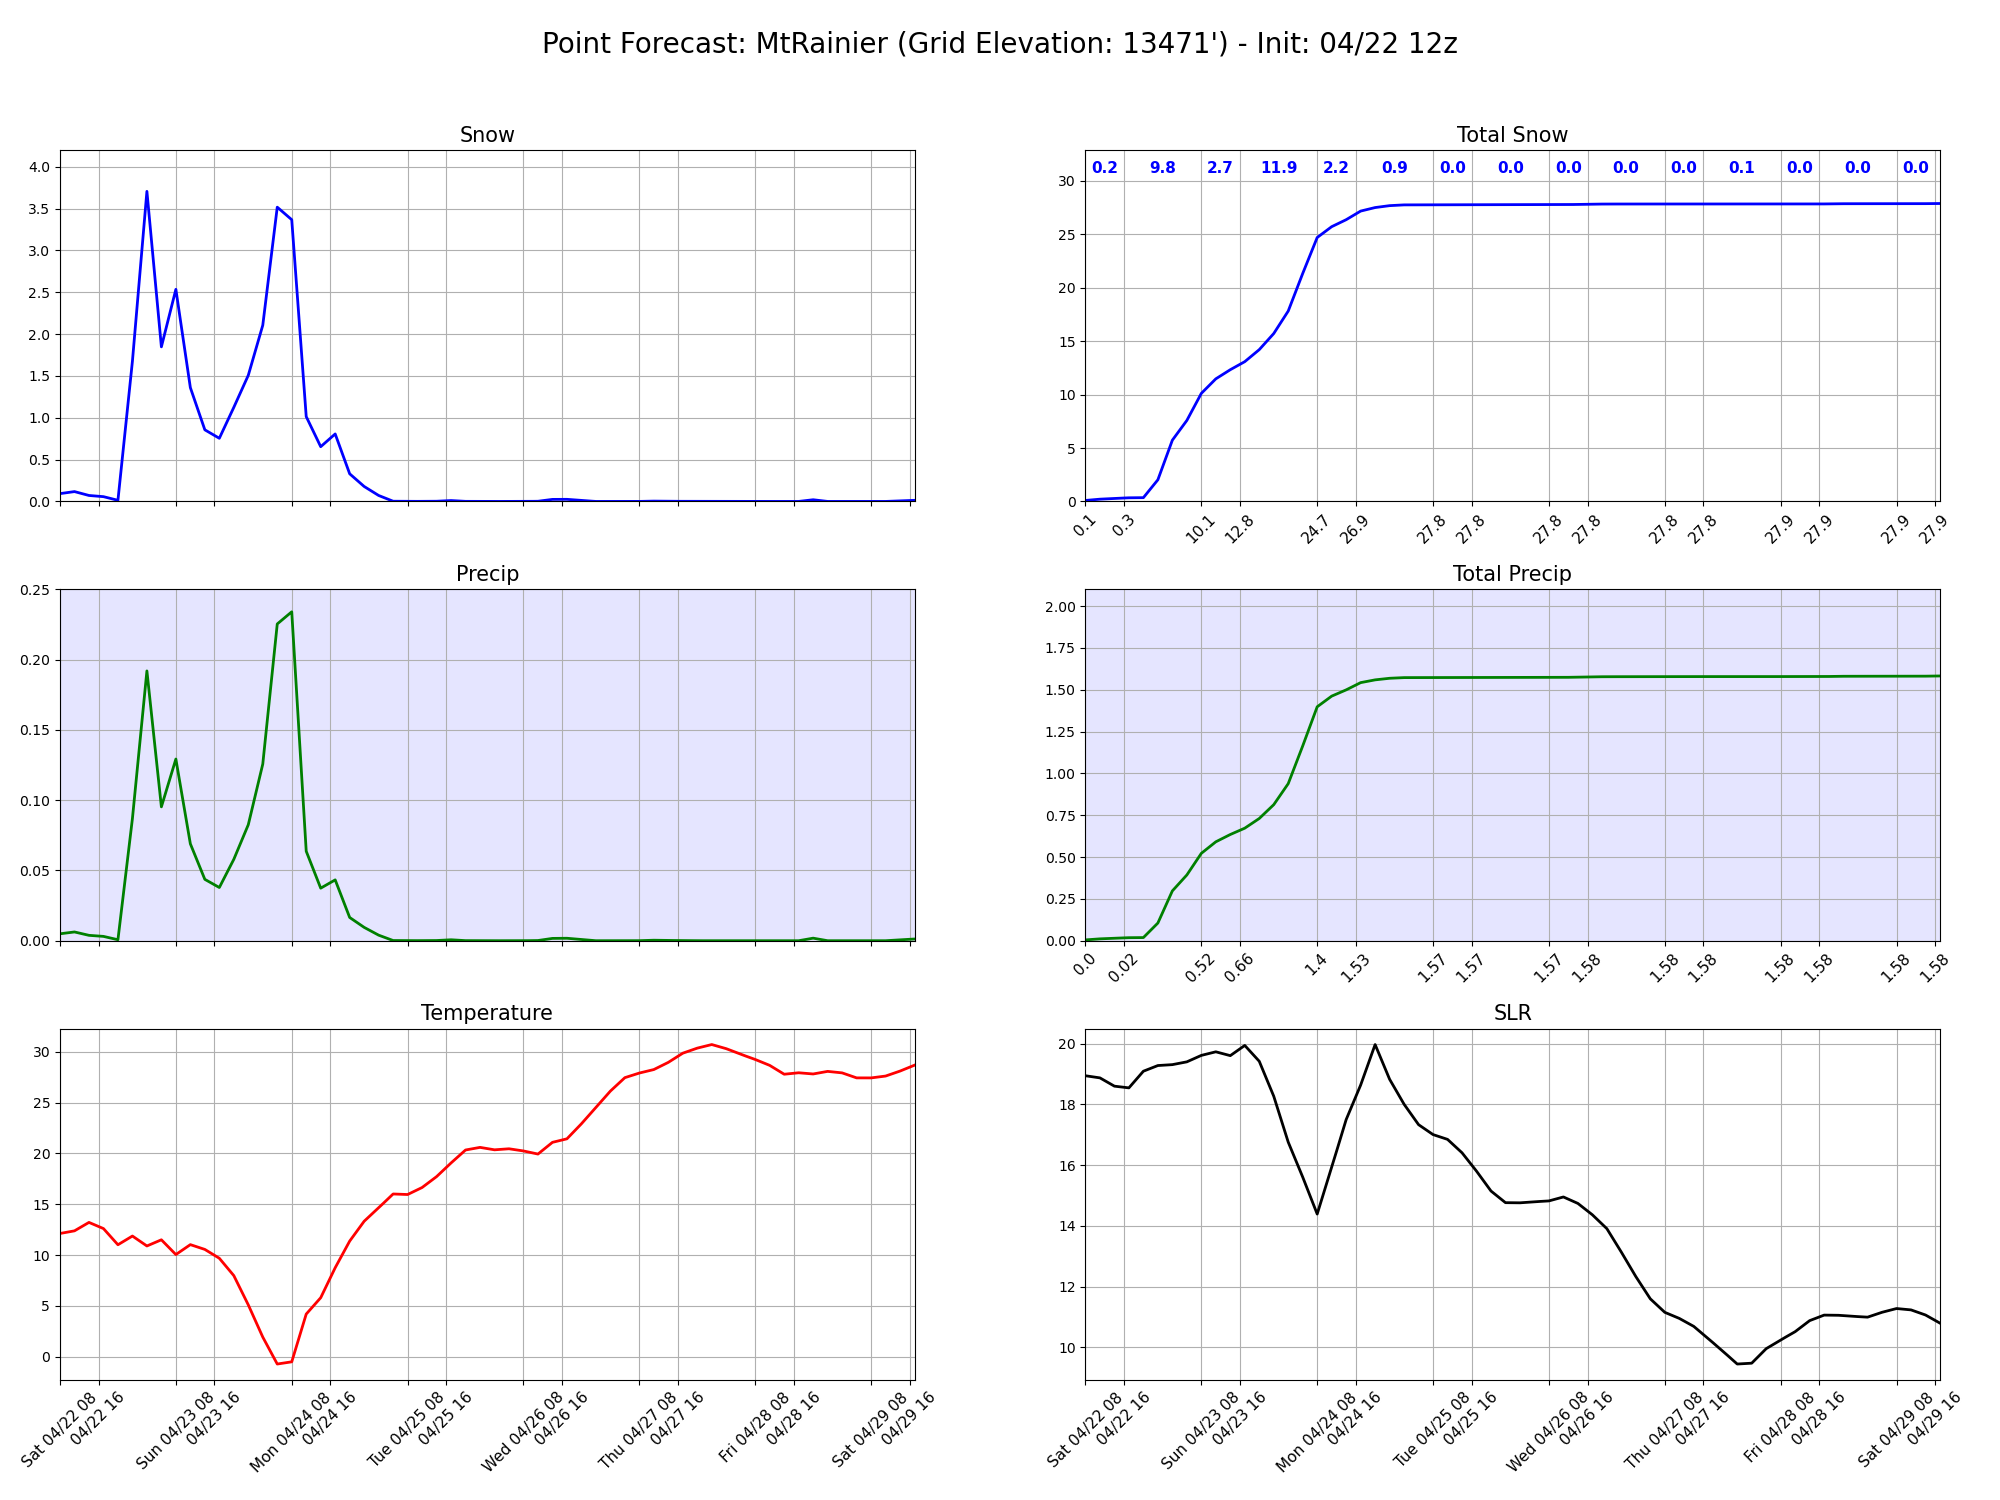 Point Forecast: MtRainier (Grid Elevation: 13471') - Init: 04/22 12z
Snow
4.0
3.5
3.0
2.5
2.0
1.5
1.0
0.5
0.0
Total Snow
0.2 9.8 2.7 11.9 2.2 0.9 0.0 0.0 0.0 0.0 0.0 0.1 0.0 0.0 0.0
30
25
20
15
10
5
0
0.1 0.3 10.1 12.8 24.7 26.9 27.8 27.8 27.8 27.8 27.8 27.8 27.9 27.9 27.9 27.9
Precip
0.25
0.20
0.15
0.10
0.05
0.00
Total Precip
2.00
1.75
1.50
1.25
1.00
0.75
0.50
0.25
0.00
0.0 0.02 0.52 0.66 1.4 1.53 1.57 1.57 1.57 1.58 1.58 1.58 1.58 1.58 1.58 1.58
Temperature
30
25
20
15
10
5
0
Sat 04/22 08
04/22 16
Sun 04/23 08
04/23 16
Mon 04/24 08
04/24 16
Tue 04/25 08
04/25 16
Wed 04/26 08
04/26 16
Thu 04/27 08
04/27 16
Fri 04/28 08
04/28 16
Sat 04/29 08
04/29 16
SLR
20
18
16
14
12
10
Sat 04/22 08
04/22 16
Sun 04/23 08
04/23 16
Mon 04/24 08
04/24 16
Tue 04/25 08
04/25 16
Wed 04/26 08
04/26 16
Thu 04/27 08
04/27 16
Fri 04/28 08
04/28 16
Sat 04/29 08
04/29 16